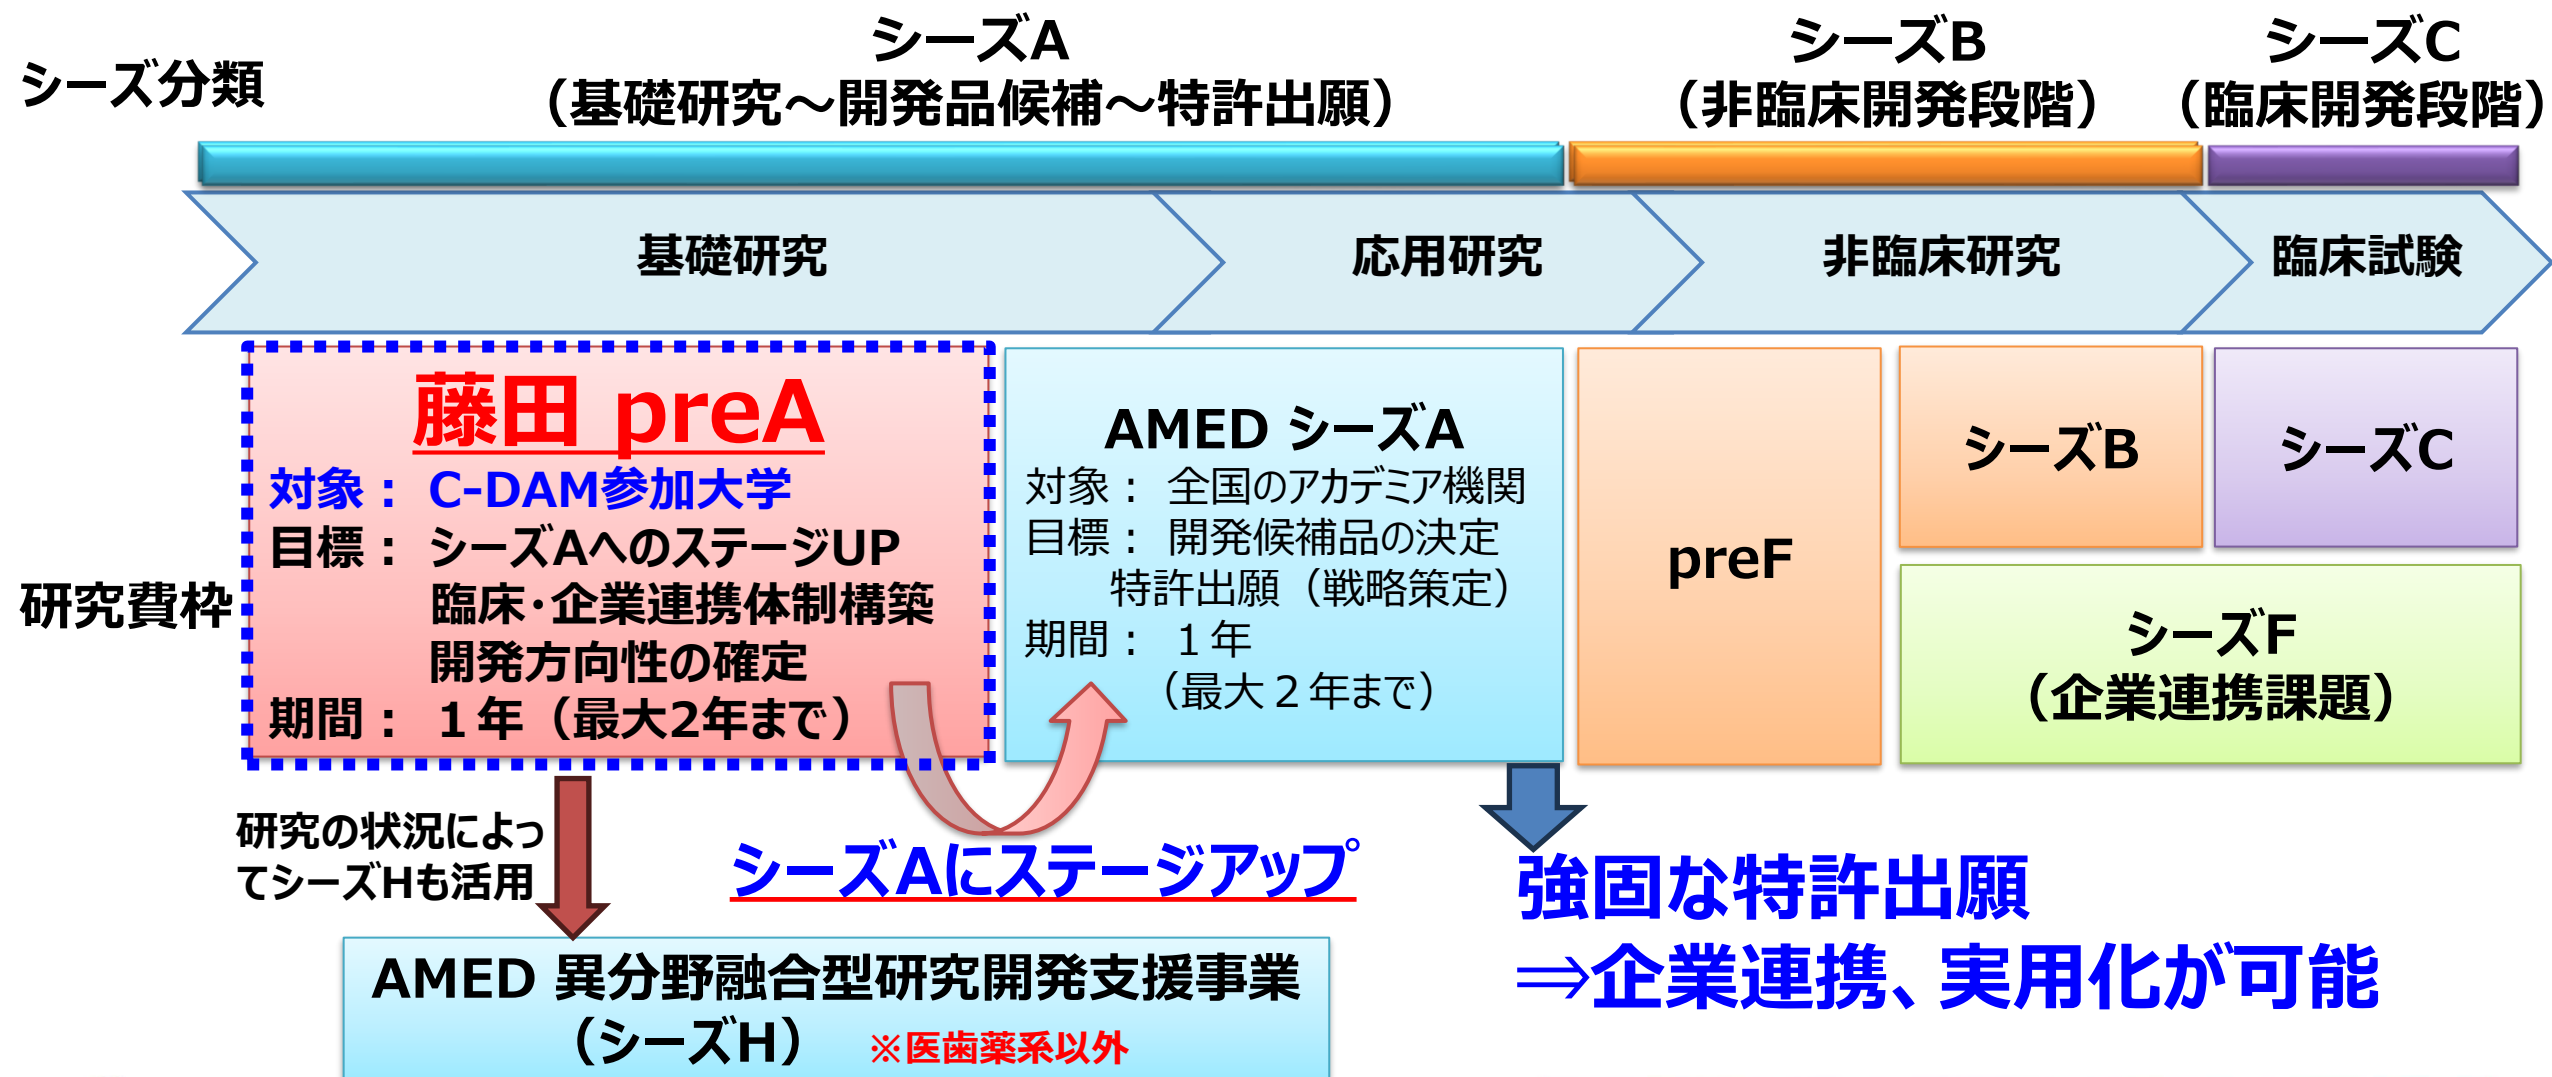 シーズ分類
シーズA
（基礎研究～開発品候補～特許出願）
シーズB
（非臨床開発段階）
シーズC
（臨床開発段階）
基礎研究
応用研究
非臨床研究
臨床試験
研究費枠
藤田 preA
対象： C-DAM参加大学
目標： シーズAへのステージUP
臨床・企業連携体制構築
開発方向性の確定
期間： １年（最大2年まで）
AMED シーズA
対象： 全国のアカデミア機関
目標： 開発候補品の決定
特許出願（戦略策定）
期間： １年
（最大２年まで）
preF
シーズB
シーズC
シーズF
（企業連携課題）
研究の状況によっ
てシーズHも活用
シーズAにステージアップ
強固な特許出願
⇒企業連携、実用化が可能
AMED 異分野融合型研究開発支援事業
（シーズH） ※医歯薬系以外